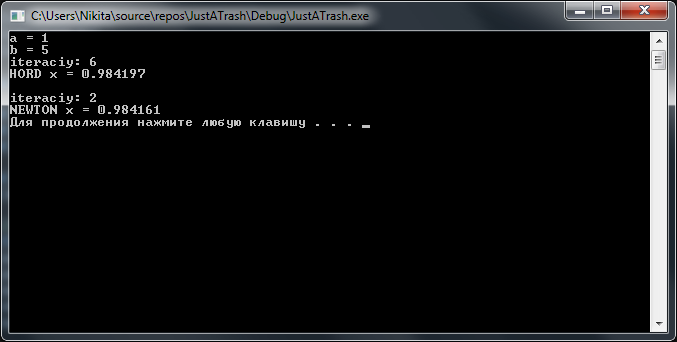 C:\Users\Nikita\source\repos\JustATrash\Debug\JustATrash.exe
a = 1
b = 5
iteraciy: 6
HORD x = 0.984197
iteraciy: 2
NEWTON x = 0.984161
Для продолжения нажмите любую клавишу . . . _